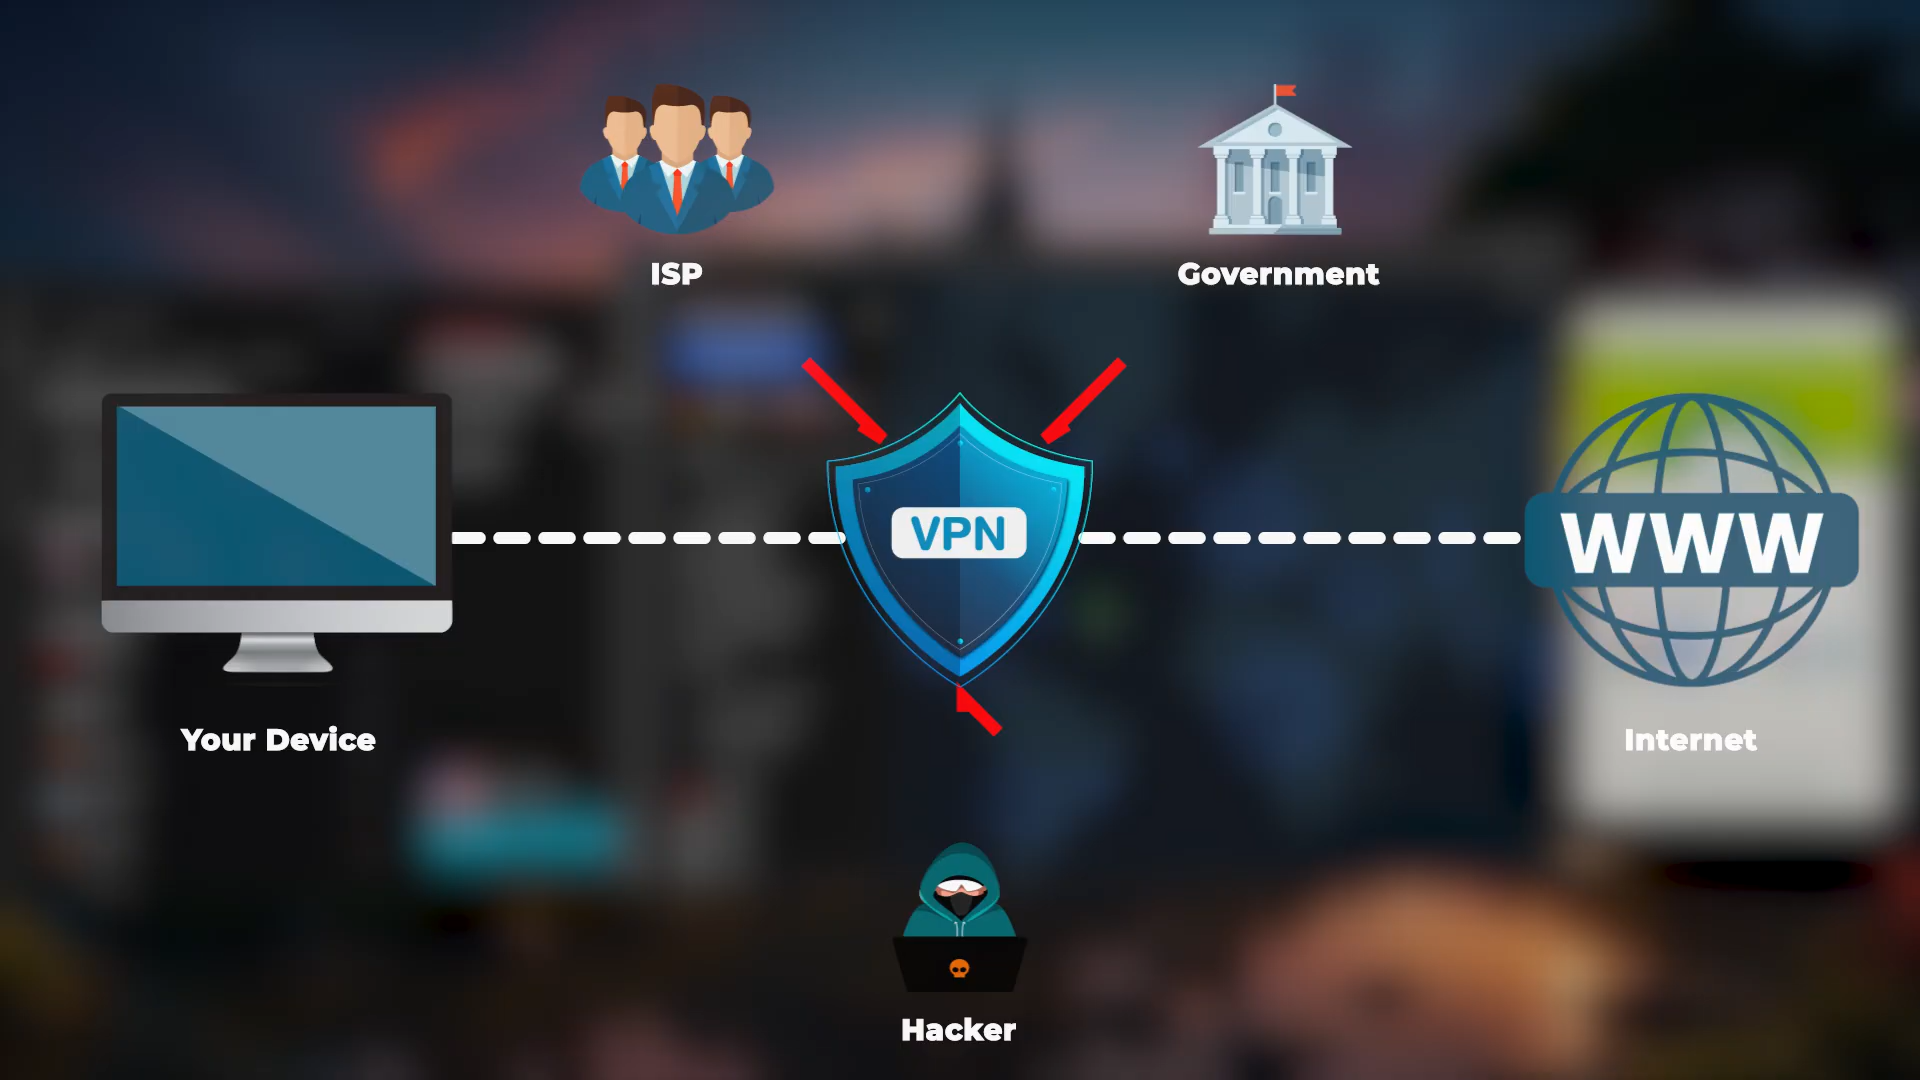 ISP
Government
VPN
WWW
Your Device
Internet
Hacker